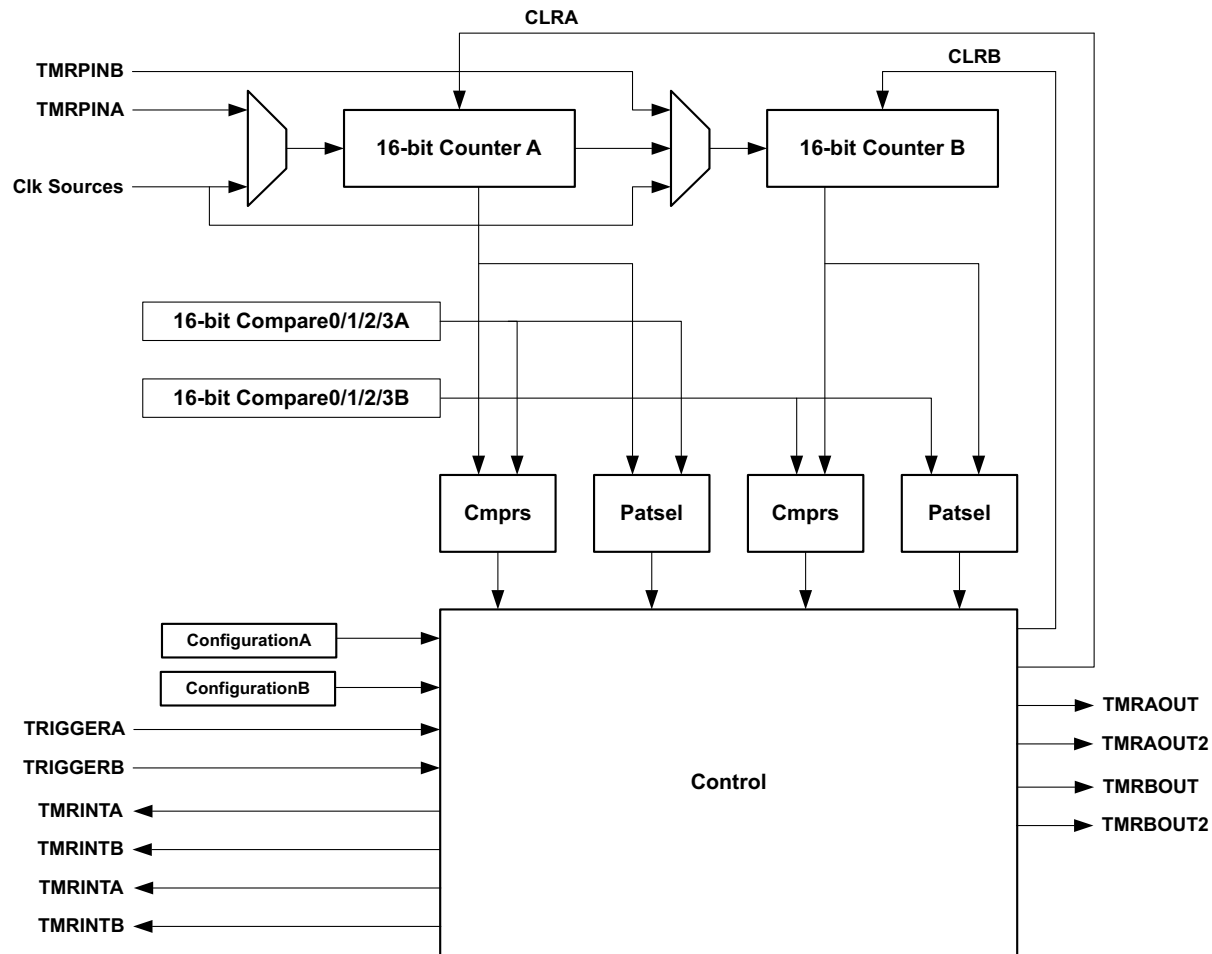 CLRA
CLRB
TMRPINB
TMRPINA
16-bit Counter A
16-bit Counter B
Clk Sources
16-bit Compare0/1/2/3A
16-bit Compare0/1/2/3B
Cmprs
Patsel
Cmprs
Patsel
ConfigurationA
ConfigurationB
TRIGGERA
TRIGGERB
TMRINTA
TMRINTB
TMRINTA
TMRINTB
Control
TMRAOUT
TMRAOUT2
TMRBOUT
TMRBOUT2